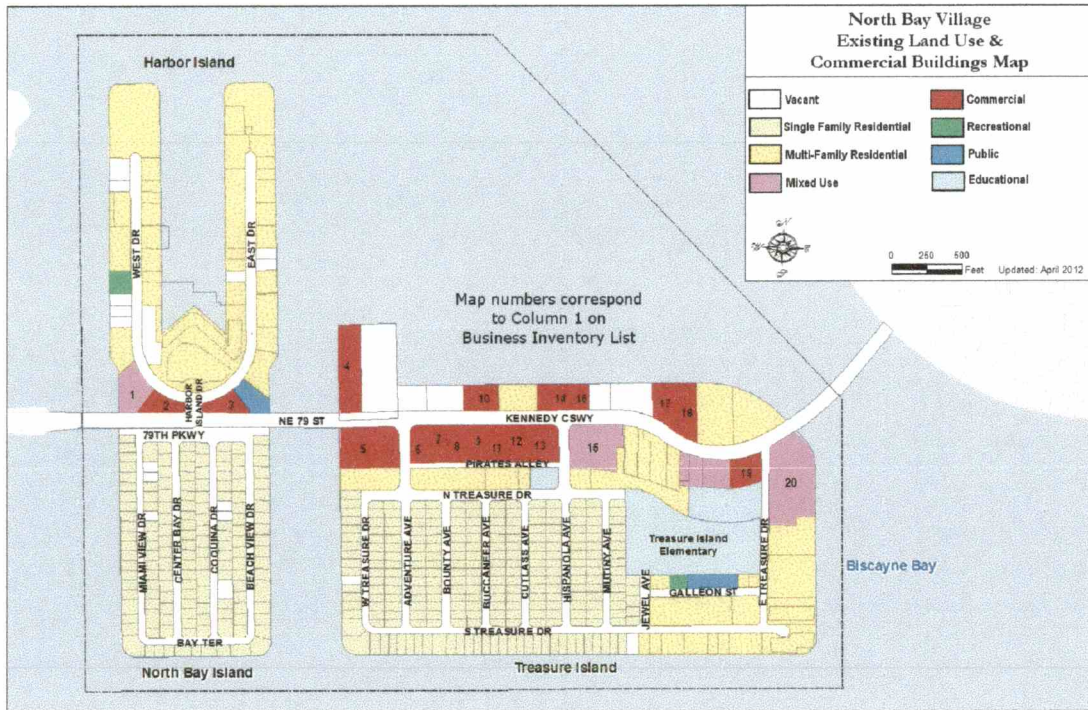 North Bay Village
Existing Land Use &
Commercial Buildings Map
Vacant
Commercial
Single Family Residential
Recreational
Multi-Family Residential
Public
Mixed Use
Educational
0 250 500
Feet
Updated: April 2012
Harbor Island
WEST DR
EAST DR
Map numbers correspond
to Column 1 on
Business Inventory List
1
2
HARBOR
ISLAND DR
3
4
10
14
17
18
NE 79 ST
KENNEDY CSWY
79TH PKWY
5
6
7
8
9
11
12
13
15
19
20
PIRATES ALLEY
N TREASURE DR
MIAMI VIEW DR
CENTER BAY DR
COQUINA DR
BEACH VIEW DR
W TREASURE DR
ADVENTURE AVE
BOUNTY AVE
BUCCANEER AVE
CUTLASS AVE
HISPANOLA AVE
MUTINY AVE
Treasure Island
Elementary
E TREASURE DR
Biscayne Bay
JEWEL AVE
GALLEON ST
S TREASURE DR
BAY TER
North Bay Island
Treasure Island